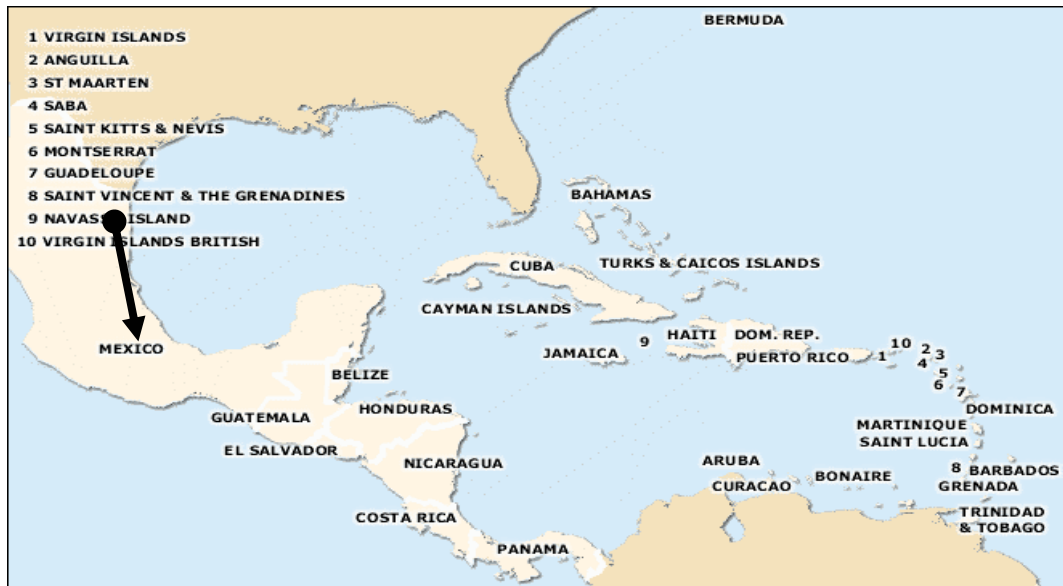 BERMUDA
1 VIRGIN ISLANDS
2 ANGUILLA
3 ST MAARTEN
4 SABA
5 SAINT KITTS & NEVIS
6 MONTSERRAT
7 GUADELOUPE
8 SAINT VINCENT & THE GRENADINES
9 ISLAND
10 VIRGIN ISLANDS BRITISH
BAHAMAS
TURKS & CAICOS ISLANDS
CUBA
CAYMAN ISLANDS
HAITI
DOM. REP.
JAMAICA
9
PUERTO RICO
1
10
2
3
4
5
6
7
MEXICO
BELIZE
GUATEMALA
HONDURAS
EL SALVADOR
NICARAGUA
COSTA RICA
PANAMA
DOMINICA
MARTINIQUE
SAINT LUCIA
ARUBA
CURACAO
BONAIRE
8
BARBADOS
GRENADA
TRINIDAD
& TOBAGO